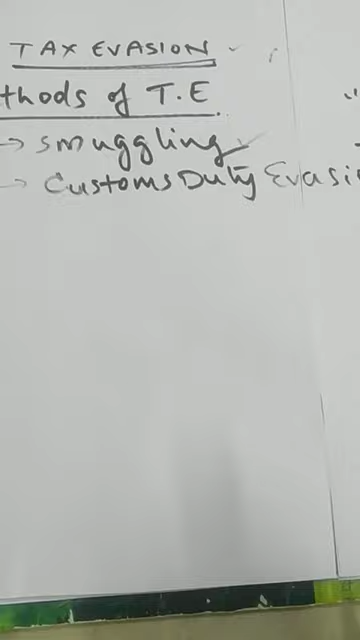 TAX EVASION
thods of T.E
→ smuggling
→ Customs Duty Evasi